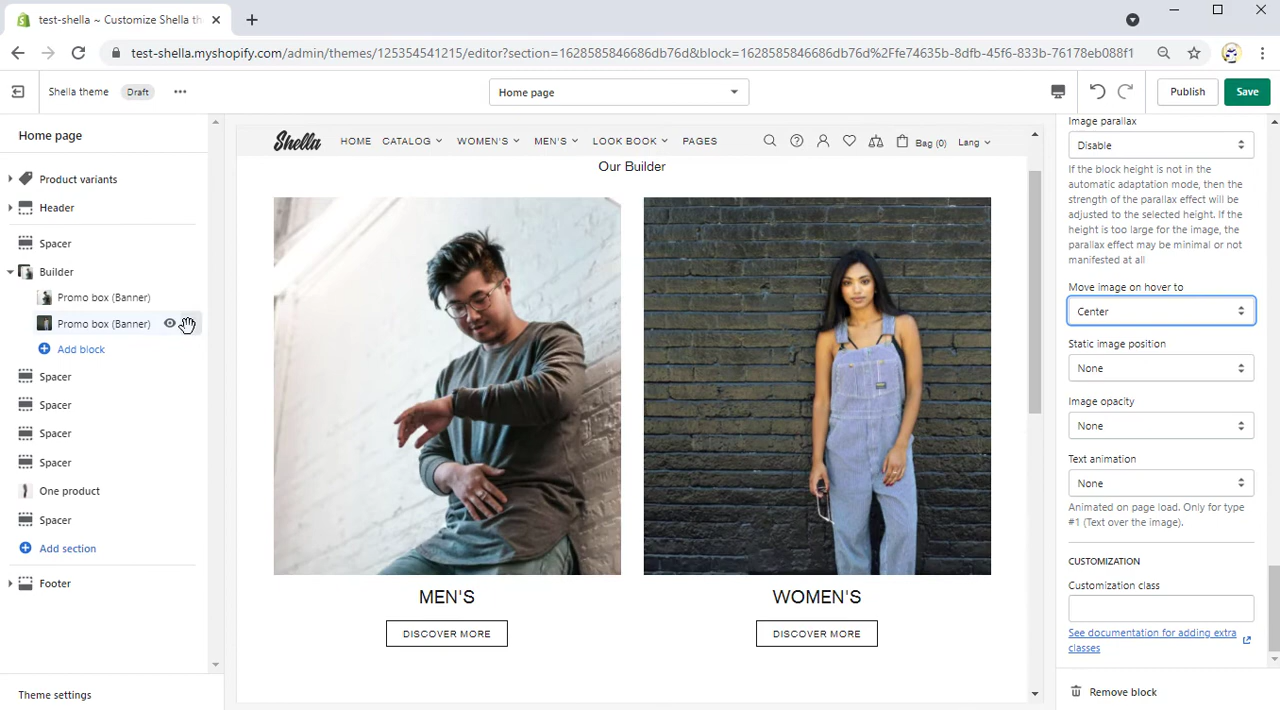 test-shella ~ Customize Shella th
test-shella.myshopify.com/admin/themes/125354541215/editor?section=1628585846686db76d&block=1628585846686db76d%2Ffe74635b-8dfb-45f6-833b-76178eb088f1
Shella theme
Draft
Home page
Publish
Save
Home page
Product variants
Header
Spacer
Builder
Promo box (Banner)
Promo box (Banner)
Add block
Spacer
Spacer
Spacer
Spacer
One product
Spacer
Add section
Footer
Theme settings
Shella
HOME
CATALOG
WOMEN'S
MEN'S
LOOK BOOK
PAGES
Bag (0)
Lang
Our Builder
MEN'S
DISCOVER MORE
WOMEN'S
DISCOVER MORE
Image parallax
Disable
If the block height is not in the
automatic adaptation mode, then the
strength of the parallax effect will be
adjusted to the selected height. If the
height is too large for the image, the
parallax effect may be minimal or not
manifested at all
Move image on hover to
Center
Static image position
None
Image opacity
None
Text animation
None
Animated on page load. Only for type
#1 (Text over the image).
CUSTOMIZATION
Customization class
See documentation for adding extra
classes
Remove block